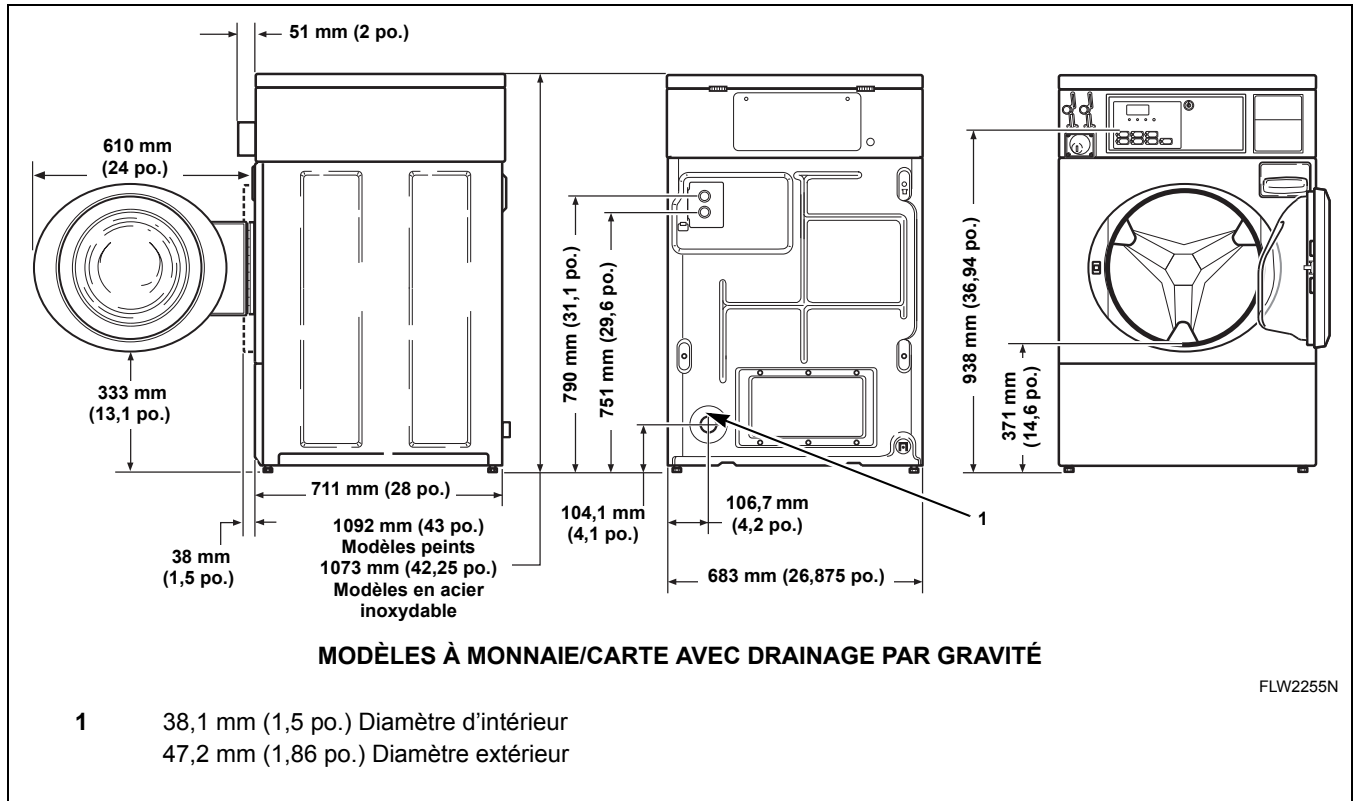 51 mm (2 po.)
610 mm
(24 po.)
333 mm
(13,1 po.)
38 mm
(1,5 po.)
711 mm (28 po.)
1092 mm (43 po.)
Modèles peints
1073 mm (42,25 po.)
Modèles en acier
inoxydable
790 mm (31,1 po.)
751 mm (29,6 po.)
104,1 mm
(4,1 po.)
106,7 mm
(4,2 po.)
683 mm (26,875 po.)
1
938 mm (36,94 po.)
371 mm
(14,6 po.)
MODÈLES À MONNAIE/CARTE AVEC DRAINAGE PAR GRAVITÉ
FLW2255N
1 38,1 mm (1,5 po.) Diamètre d’intérieur
47,2 mm (1,86 po.) Diamètre extérieur